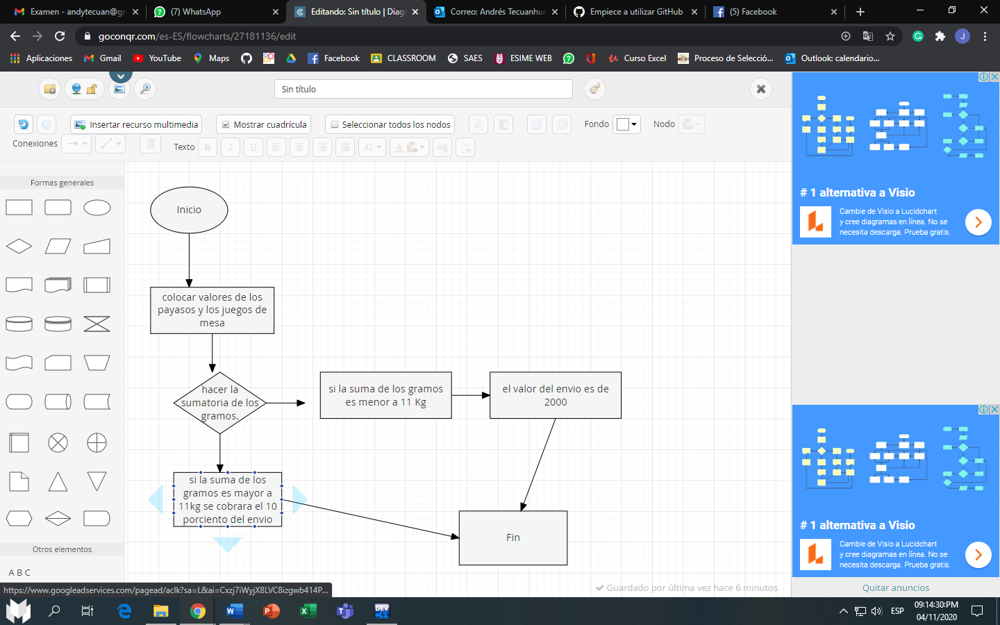 Examen - andytecuan@gr
(7) WhatsApp
Editando: Sin título | Diagr
Correo: Andrés Tecuanhue
Empiece a utilizar GitHub
(5) Facebook
goconqr.com/es-ES/flowcharts/27181136/edit
J
Aplicaciones
Gmail
YouTube
Maps
Facebook
CLASSROOM
SAES
ESIME WEB
Curso Excel
Proceso de Selecció...
Outlook: calendario...
Sin título
Insertar recurso multimedia
Mostrar cuadrícula
Seleccionar todos los nodos
Fondo
Nodo
Conexiones
Texto
B
I
U
A
Formas generales
Inicio
colocar valores de los
payasos y los juegos de
mesa
hacer la
sumatoria de los
gramos.
si la suma de los gramos
es menor a 11 Kg
el valor del envio es de
2000
si la suma de los
gramos es mayor a
11kg se cobrara el 10
porciento del envio
Fin
Otros elementos
A B C
# 1 alternativa a Visio
Cambie de Visio a Lucidchart
y cree diagramas en línea. No se
necesita descarga. Prueba gratis.
# 1 alternativa a Visio
Cambie de Visio a Lucidchart
y cree diagramas en línea. No se
necesita descarga. Prueba gratis.
Quitar anuncios
https://www.googleadservices.com/pagead/aclk?sa=L&ai=Cxzj7iWyjX8LVC8izgwb414P...
Guardado por última vez hace 6 minutos
DEV
ESP
09:14:30:PM
04/11/2020